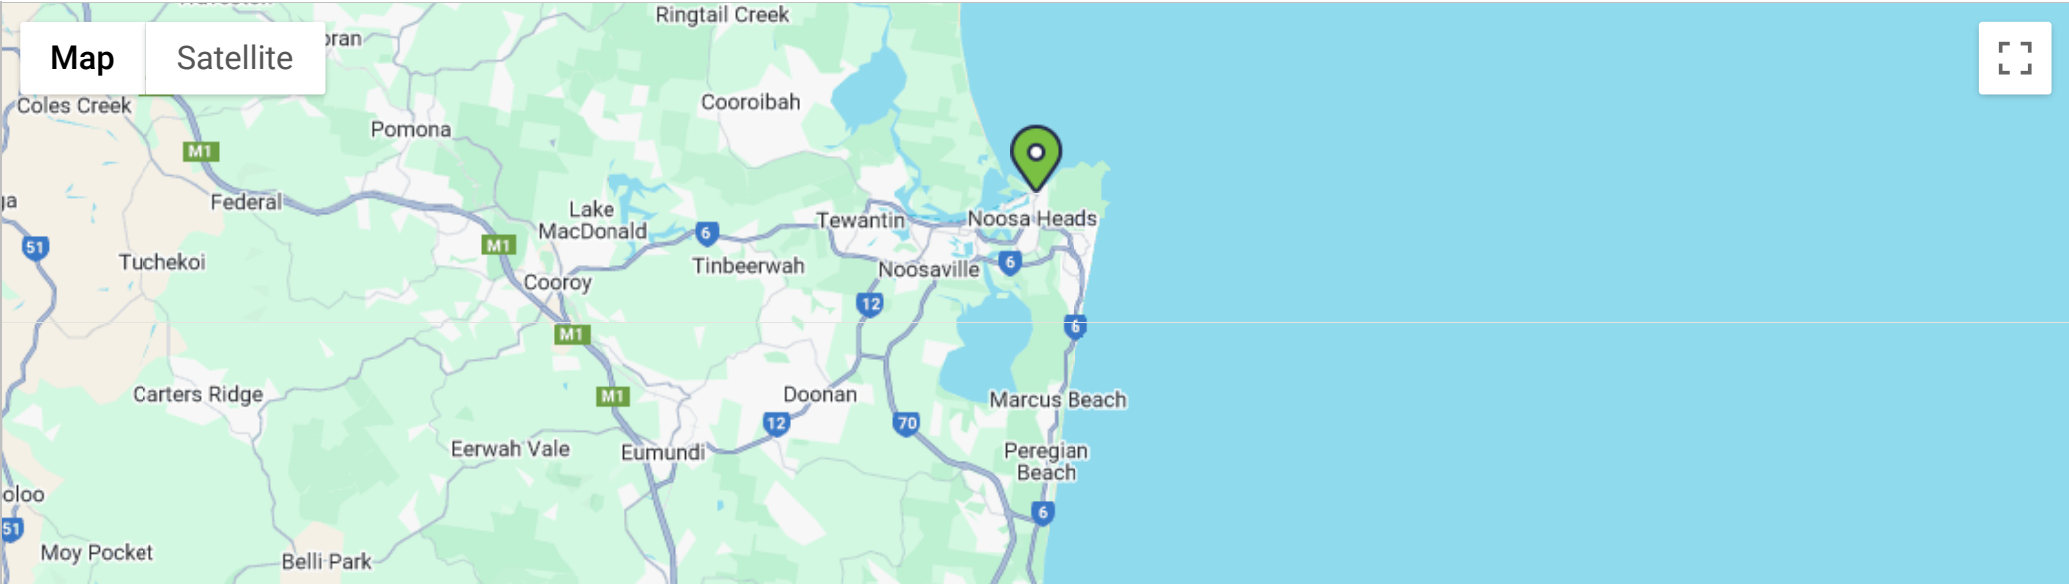 Ringtail Creek
Map
Satellite
Coles Creek
Cooroibah
Pomona
M1
Federal
51
Lake
MacDonald
6
Tewantin
Noosa Heads
M1
Tuchekoi
Tinbeerwah
Noosaville
6
Cooroy
12
M1
6
Carters Ridge
M1
Doonan
Marcus Beach
12
70
Eerwah Vale
Eumundi
Peregian
Beach
oloo
6
51
Moy Pocket
Belli Park